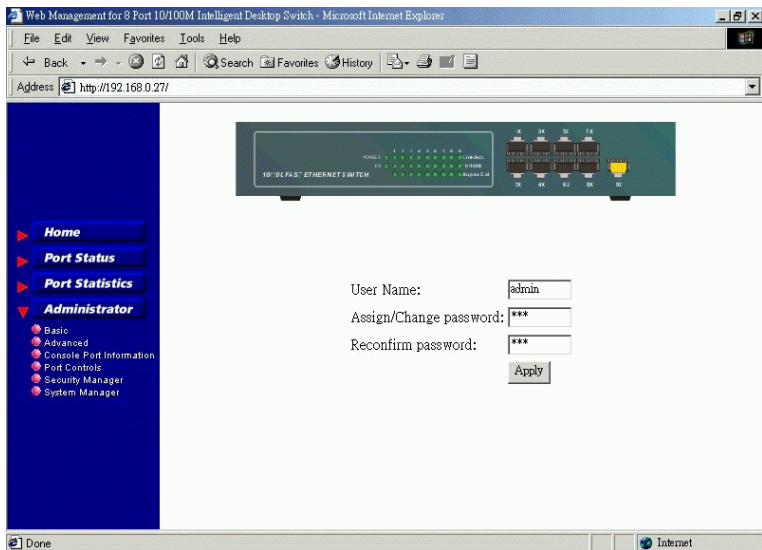 Web Management for 8 Port 10/100M Intelligent Desktop Switch - Microsoft Internet Explorer
File Edit View Favorites Tools Help
Back Search Favorites History
Address http://192.168.0.27/
POWER
10/100 FAST ETHERNET SWITCH
Home
Port Status
Port Statistics
Administrator
Basic
Advanced
Console Port Information
Port Controls
Security Manager
System Manager
User Name: admin
Assign/Change password: ***
Reconfirm password: ***
Apply
Done
Internet